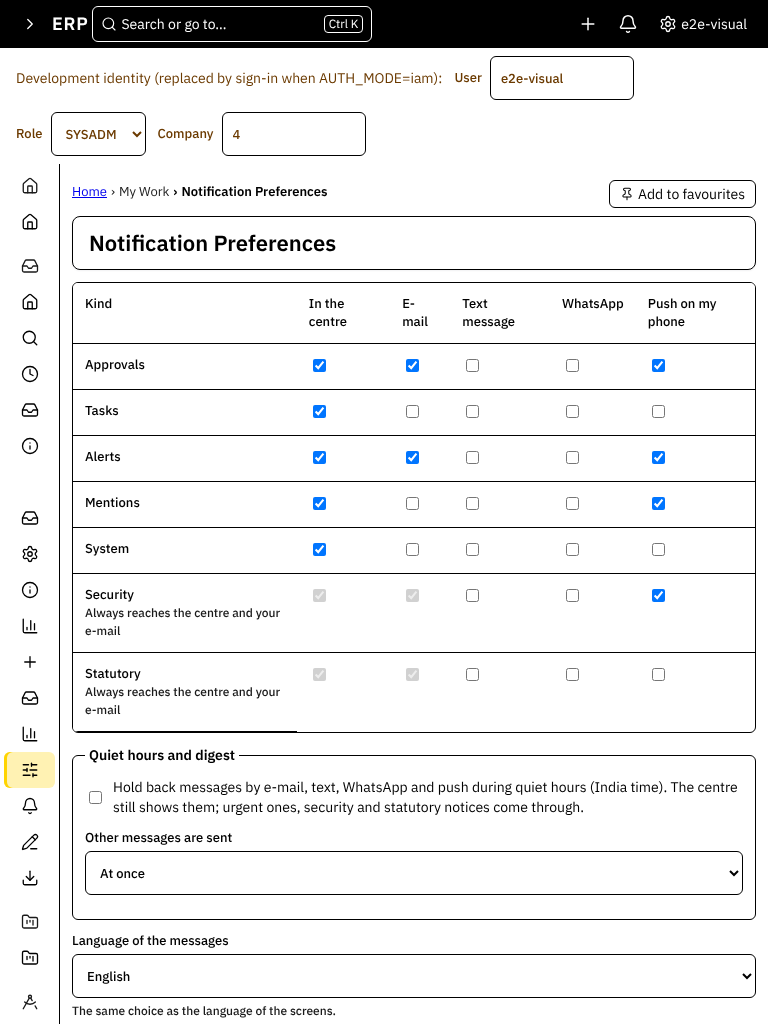 ERP Search or go to... Ctrl K e2e-visual
Development identity (replaced by sign-in when AUTH_MODE=iam): User e2e-visual
Role SYSADM Company 4
Home › My Work › Notification Preferences
Add to favourites
Notification Preferences
Kind In the centre E-mail Text message WhatsApp Push on my phone
Approvals
Tasks
Alerts
Mentions
System
Security
Always reaches the centre and your
e-mail
Statutory
Always reaches the centre and your
e-mail
Quiet hours and digest
Hold back messages by e-mail, text, WhatsApp and push during quiet hours (India time). The centre
still shows them; urgent ones, security and statutory notices come through.
Other messages are sent
At once
Language of the messages
English
The same choice as the language of the screens.